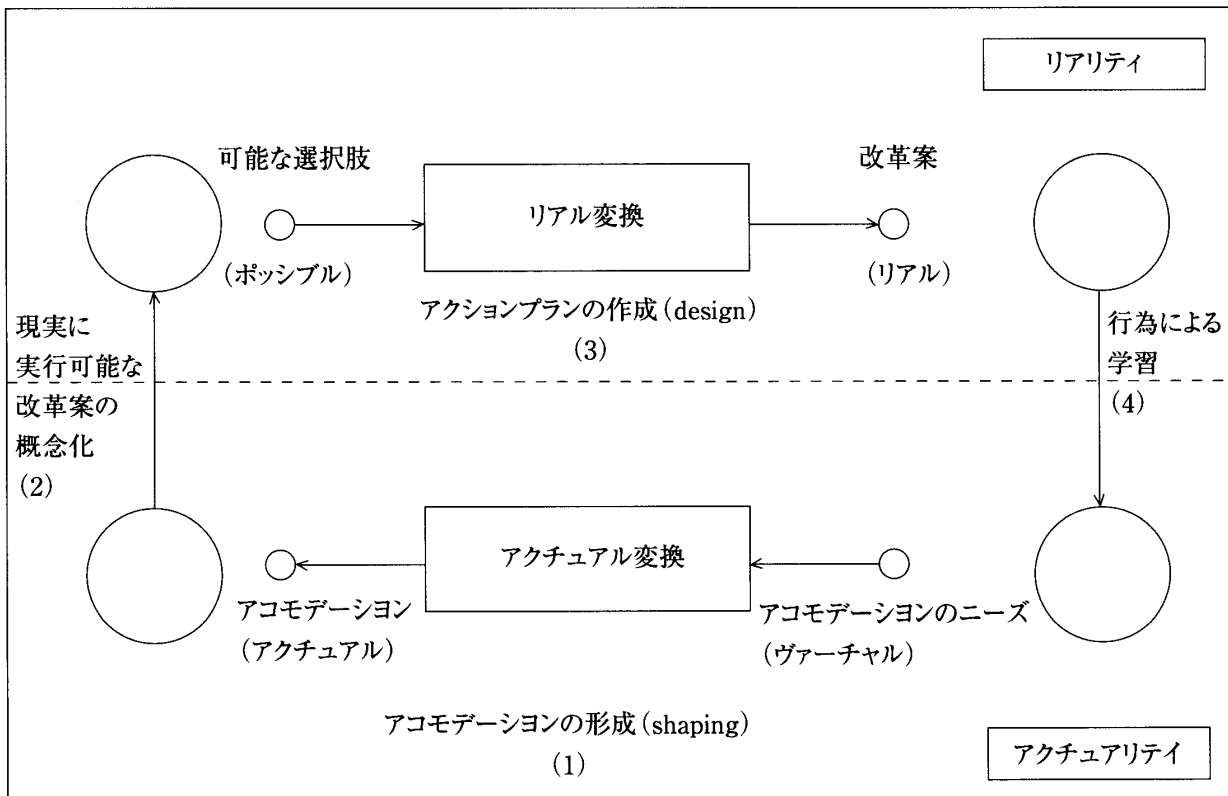 リアリティ
可能な選択肢
改革案
リアル変換
(ポッシブル)
(リアル)
アクションプランの作成(design)
(3)
現実に
実行可能な
改革案の
概念化
(2)
行為による
学習
(4)
アクチュアル変換
アコモデーション
(アクチュアル)
アコモデーションのニーズ
(ヴァーチャル)
アコモデーションの形成(shaping)
(1)
アクチュアリテイ